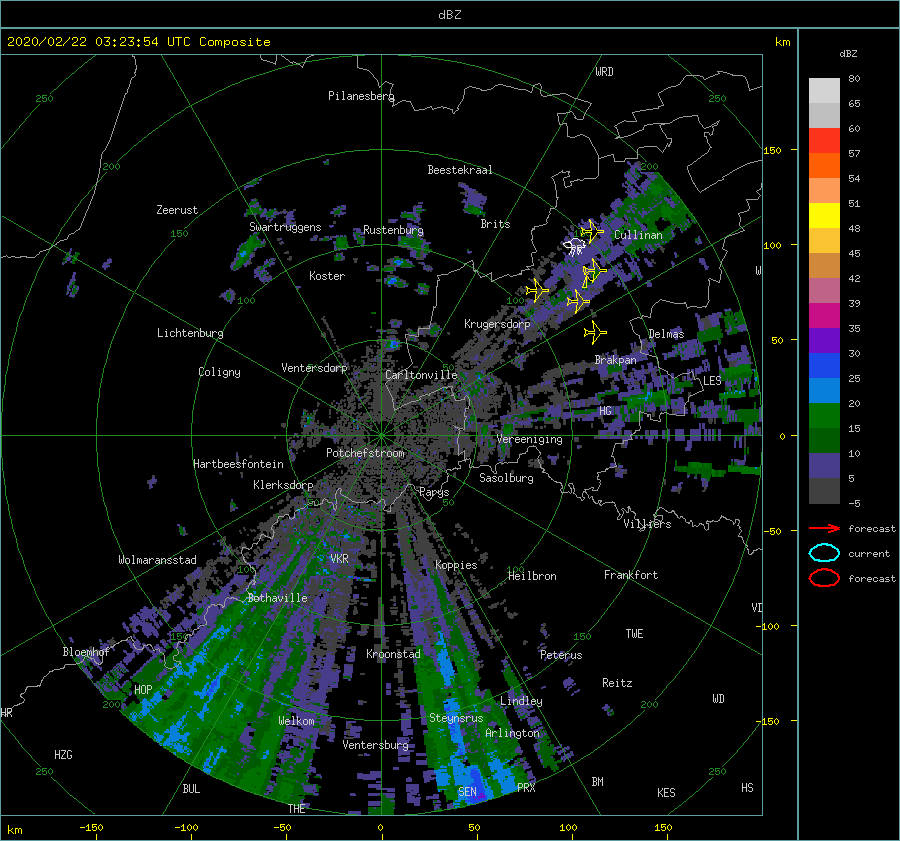 dBZ
2020/02/22 03:23:54 UTC Composite
km
dBZ
WRD
80
250
Pilanesberg
250
65
60
150
57
200
Beestekraal
200
54
Zeerust
51
Swartruggens
Brits
150
Rustenburg
Cullinan
48
100
45
Koster
W
42
100
100
39
Krugersdorp
35
Lichtenburg
Delmas
50
30
Ventersdorp
Brakpan
Coligny
Carltonville
LES
25
20
HG
15
Vereeniging
0
Potchefstroom
10
Hartbeesfontein
Sasolburg
5
Klerksdorp
Parys
50
50
-5
Villiers
-50
forecast
Wolmaransstad
VKR
Koppies
current
100
100
Heilbron
Frankfort
forecast
Bothaville
VD
-100
150
150
TWE
Bloemhof
Kroonstad
Peterus
Reitz
HOP
WD
200
Lindley
200
HR
Welkom
Steynsrus
-150
Arlington
Ventersburg
HZG
250
250
BUL
SEN
PRX
BM
KES
HS
THE
km
-150
-100
-50
0
50
100
150